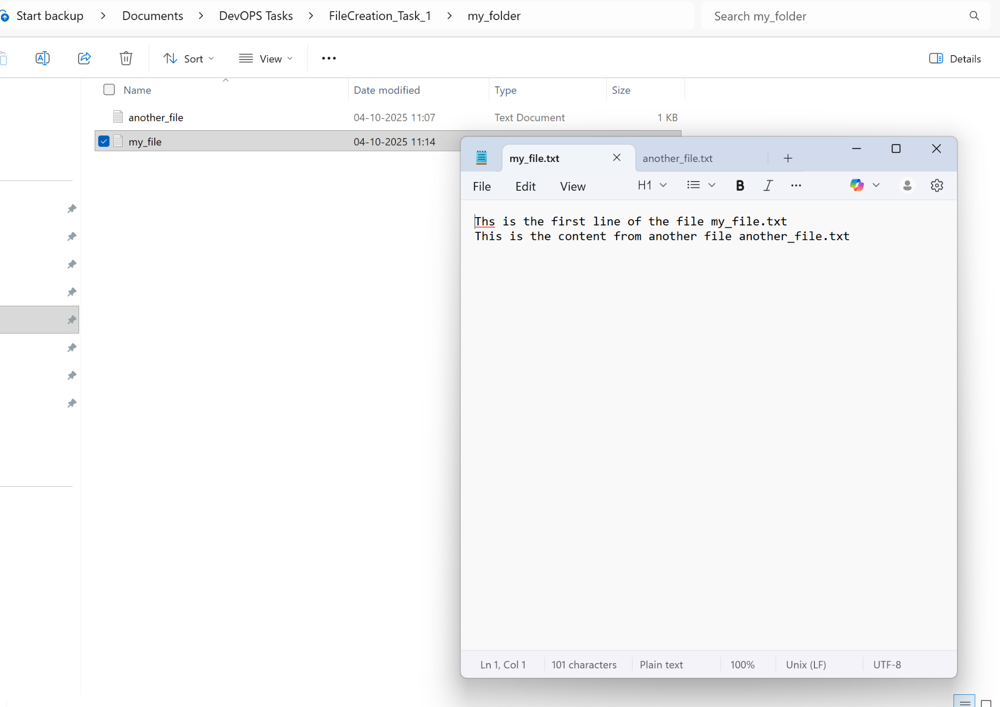 Start backup > Documents > DevOPS Tasks > FileCreation_Task_1 > my_folder
Search my_folder
Sort
View
Details
Name Date modified Type Size
another_file 04-10-2025 11:07 Text Document 1 KB
my_file 04-10-2025 11:14
my_file.txt
another_file.txt
File Edit View H1 B I
Ths is the first line of the file my_file.txt
This is the content from another file another_file.txt
Ln 1, Col 1 101 characters Plain text 100% Unix (LF) UTF-8